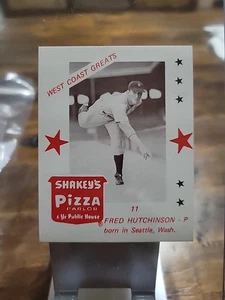 WEST COAST GREATS
SHAKEY'S
PIZZA
PARLOR
& Ye Public House
11
FRED HUTCHINSON - P
born in Seattle, Wash.